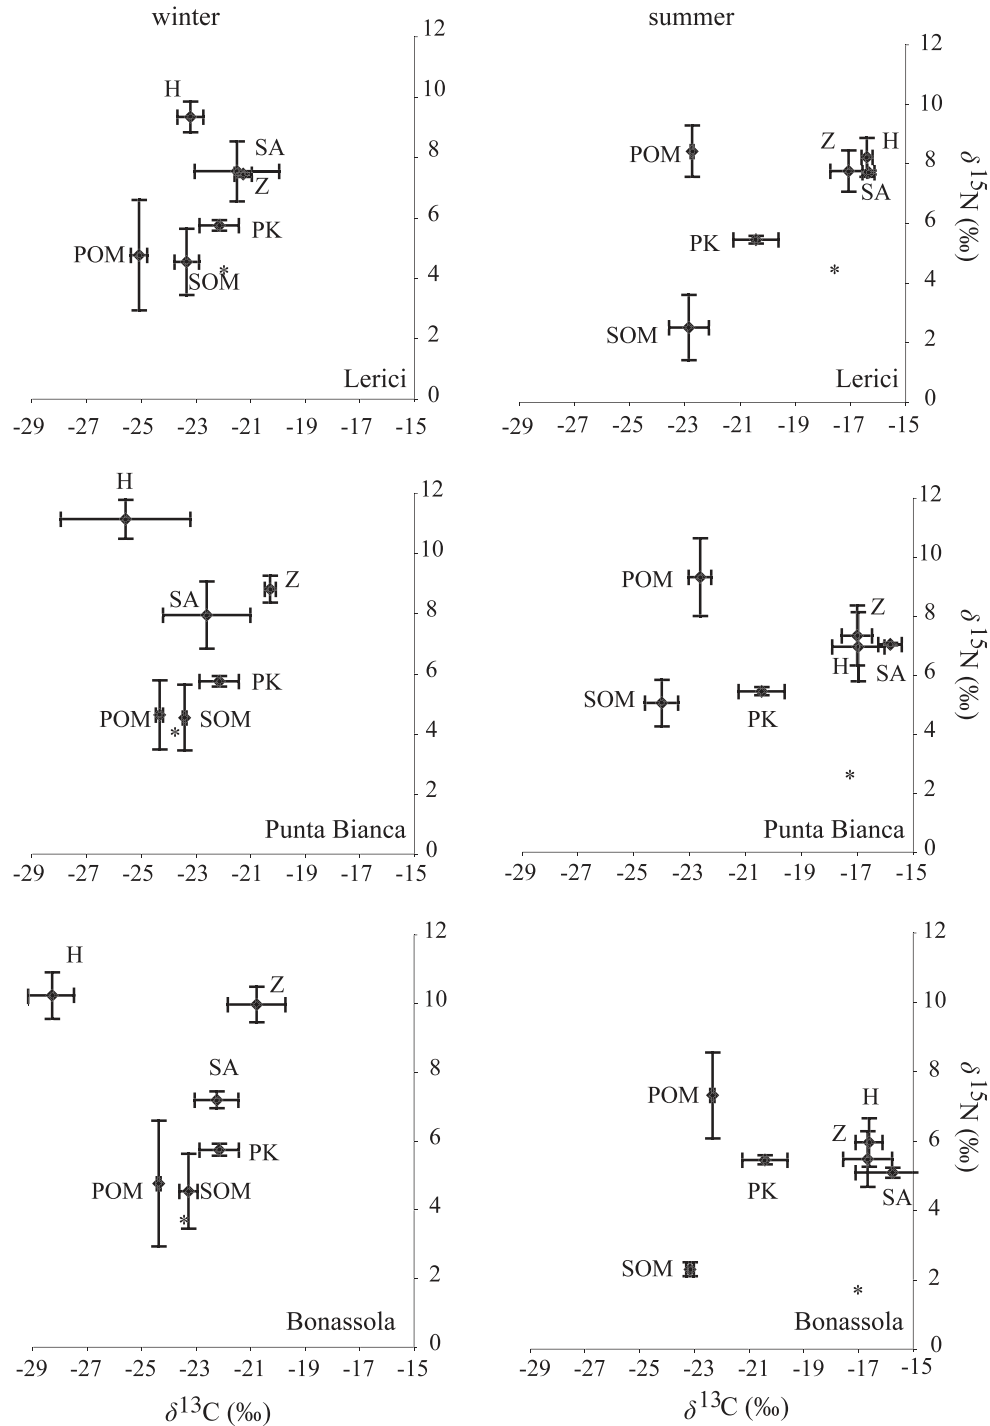 winter
12
H
10
SA
8
Z
6
PK
POM
4
*
SOM
2
Lerici
0
-29 -27 -25 -23 -21 -19 -17 -15
summer
12
10
Z H
POM
8
SA
δ 15N (‰)
PK
6
*
4
SOM
2
Lerici
0
-29 -27 -25 -23 -21 -19 -17 -15
H
12
10
Z
SA
8
PK
6
POM SOM
*
4
2
Punta Bianca
0
-29 -27 -25 -23 -21 -19 -17 -15
12
10
POM
8
Z
H SA
δ 15N (‰)
SOM
6
PK
4
*
2
Punta Bianca
0
-29 -27 -25 -23 -21 -19 -17 -15
12
H
Z
10
8
SA
6
PK
POM SOM
*
4
2
Bonassola
0
-29 -27 -25 -23 -21 -19 -17 -15
δ13C (‰)
12
10
8
POM
H
Z
6
δ 15N (‰)
PK
SA
4
SOM
2
*
Bonassola
0
-29 -27 -25 -23 -21 -19 -17 -15
δ13C (‰)